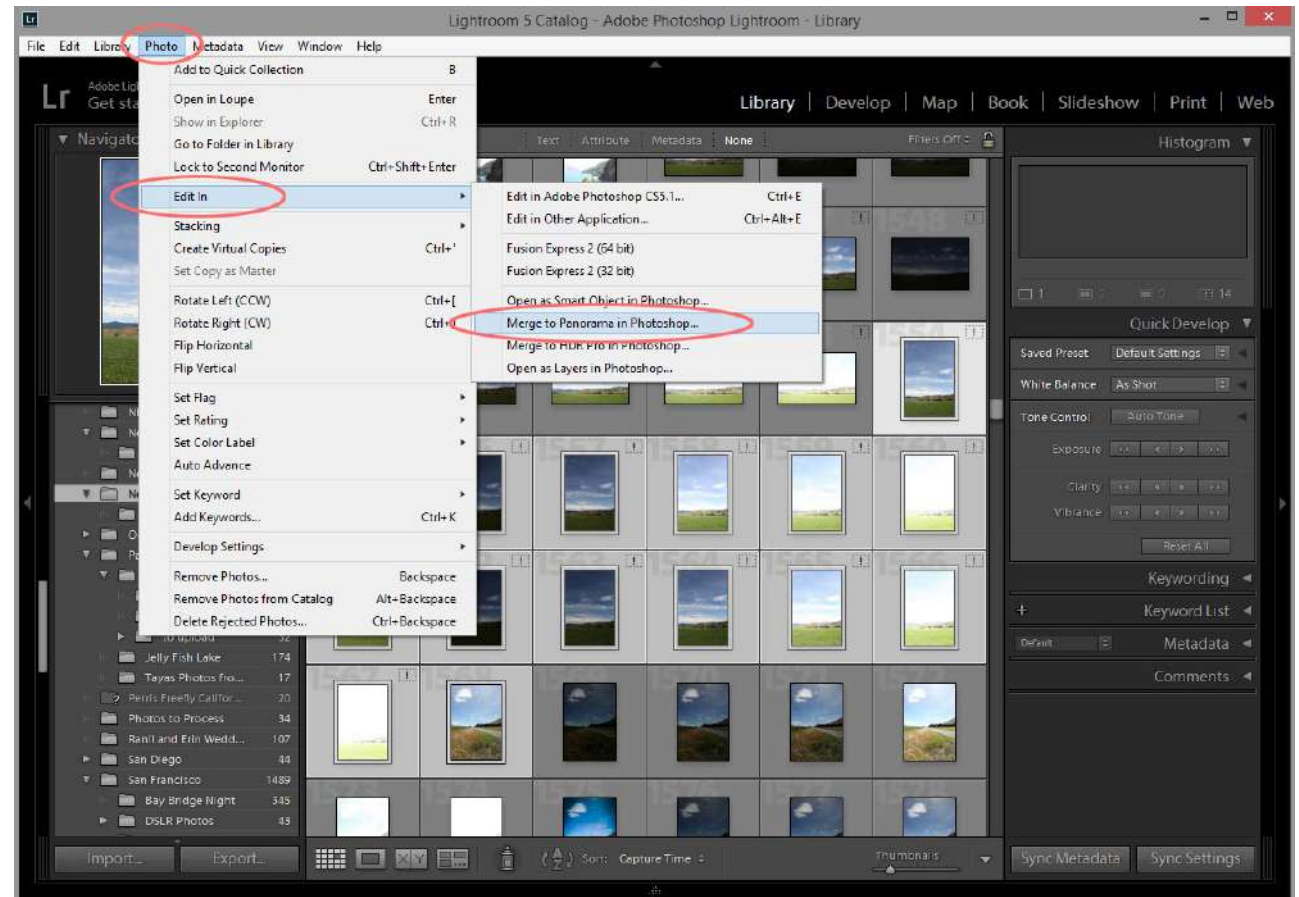 Lr
Lightroom 5 Catalog - Adobe Photoshop Lightroom - Library
File Edit Library Photo Metadata View Window Help
Lr
Get sta
Library | Develop | Map | Book | Slideshow | Print | Web
Add to Quick Collection B
Open in Loupe Enter
Show in Explorer Ctrl+R
Go to Folder in Library
Lock to Second Monitor Ctrl+Shift+Enter
Edit In
Stacking
Create Virtual Copies Ctrl+'
Set Copy as Master
Rotate Left (CCW) Ctrl+[
Rotate Right (CW)
Flip Horizontal
Flip Vertical
Set Flag
Set Rating
Set Color Label
Auto Advance
Set Keyword
Add Keywords... Ctrl+K
Develop Settings
Remove Photos... Backspace
Remove Photos from Catalog Alt+Backspace
Delete Rejected Photos... Ctrl+Backspace
Edit in Adobe Photoshop CS5.1... Ctrl+E
Edit in Other Application... Ctrl+Alt+E
Fusion Express 2 (64 bit)
Fusion Express 2 (32 bit)
Open as Smart Object in Photoshop...
Merge to Panorama in Photoshop...
Merge to HDR Pro in Photoshop...
Open as Layers in Photoshop...
Navigato
Text Attribute Metadata None Filters Off
Jelly Fish Lake 174
Tayas Photos fro... 17
Perris Freefly Califor... 20
Photos to Process 34
Ranil and Erin Wedd... 107
San Diego 44
San Francisco 1489
Bay Bridge Night 345
DSLR Photos 43
Import... Export...
Sort: Capture Time
Thumbnails
Histogram
Quick Develop
Saved Preset Default Settings
White Balance As Shot
Tone Control Auto Tone
Exposure
Clarity
Vibrance
Reset All
Keywording
+ Keyword List
Default Metadata
Comments
Sync Metadata Sync Settings